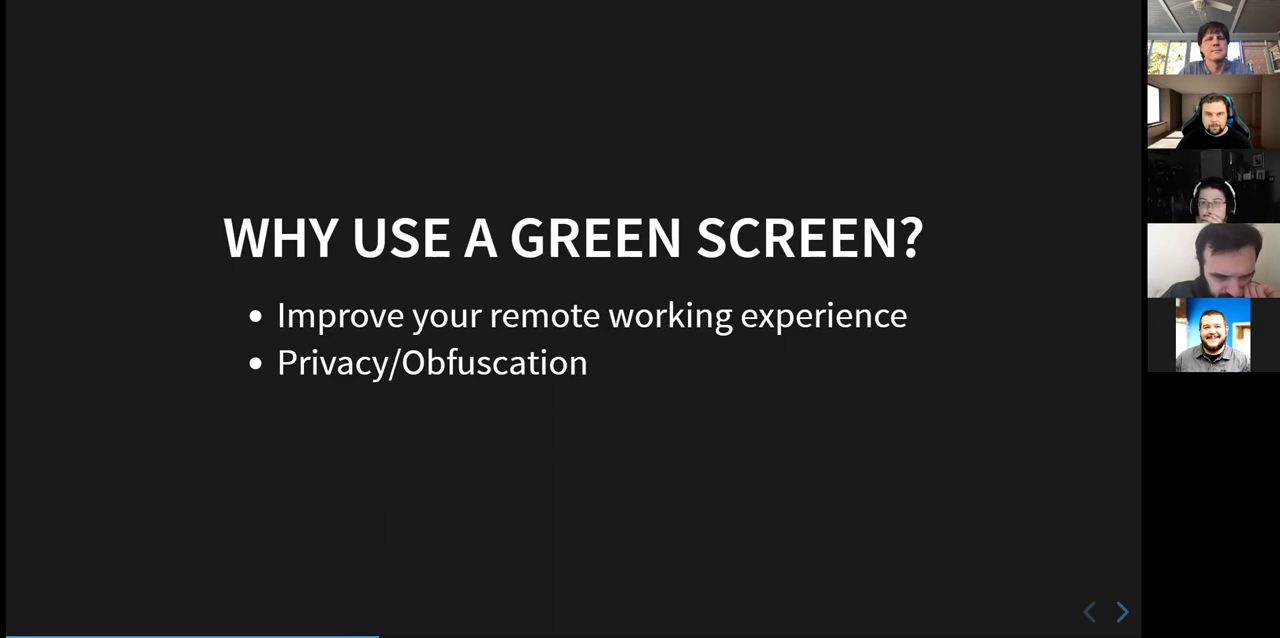 WHY USE A GREEN SCREEN?
Improve your remote working experience
Privacy/Obfuscation